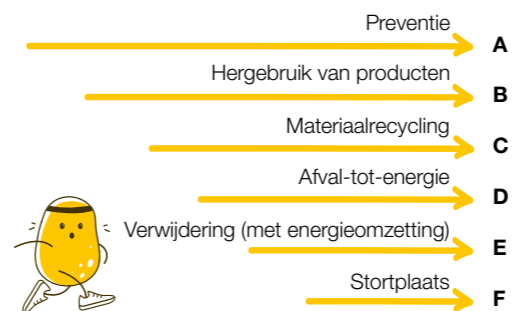 Preventie
A
Hergebruik van producten
B
Materiaalrecycling
C
Afval-tot-energie
D
Verwijdering (met energieomzetting)
E
Stortplaats
F